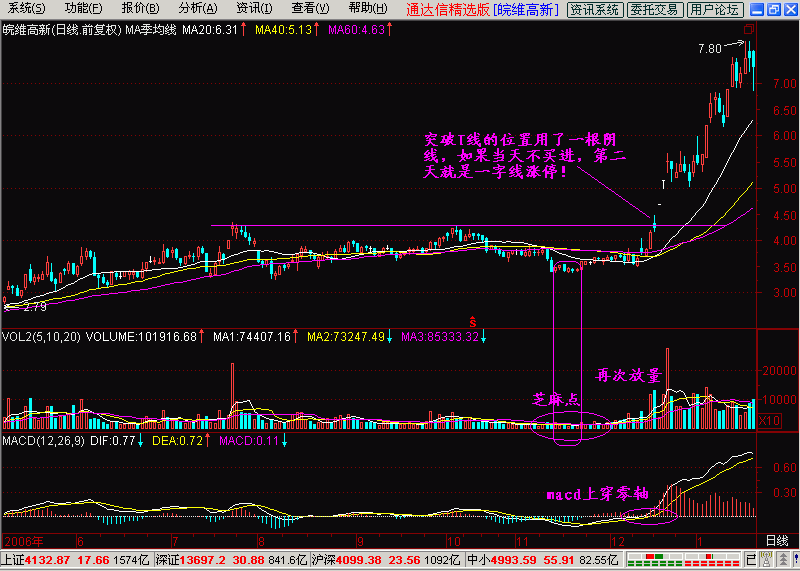 系统(S) 功能(F) 报价(B) 分析(A) 资讯(I) 查看(V) 帮助(H) 通达信精选版 [皖维高新] 资讯系统 委托交易 用户论坛
皖维高新(日线.前复权) MA季均线 MA20:6.31↑ MA40:5.13↑ MA60:4.63↑
7.80
7.00
6.50
6.00
突破T线的位置用了一根阴
线，如果当天不买进，第二
天就是一字线涨停！
5.50
5.00
4.50
4.00
3.50
3.00
2.79
VOL2(5,10,20) VOLUME:101916.68↑ MA1:74407.16↑ MA2:73247.49↓ MA3:85333.32↓
20000
再次放量
芝麻点
10000
X10
MACD(12,26,9) DIF:0.77↓ DEA:0.72↑ MACD:0.11↓
0.60
0.30
macd上穿零轴
2006年 6 7 8 9 10 11 12 1 日线
上证4132.87 17.66 1574亿 深证13697.2 30.88 841.6亿 沪深4099.38 23.56 1092亿 中小4993.59 55.91 82.55亿